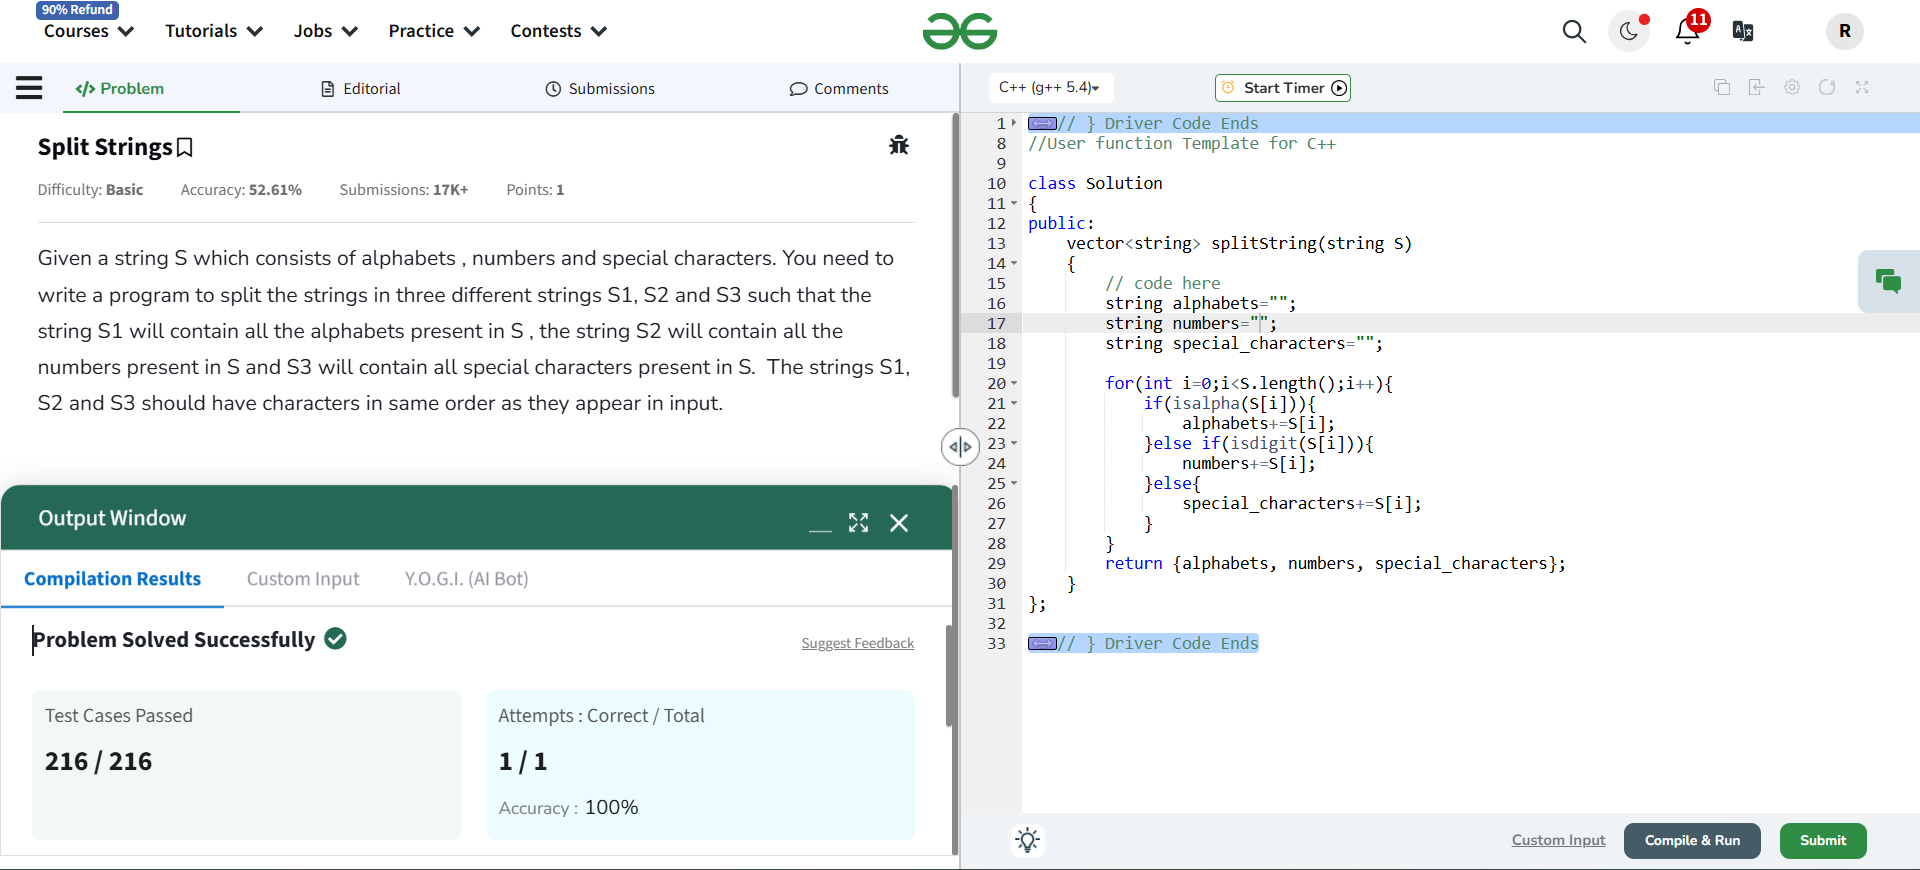 90% Refund
Courses
Tutorials
Jobs
Practice
Contests
11
R
Problem
Editorial
Submissions
Comments
C++ (g++ 5.4)
Start Timer
Split Strings
Difficulty: Basic
Accuracy: 52.61%
Submissions: 17K+
Points: 1
Given a string S which consists of alphabets , numbers and special characters. You need to
write a program to split the strings in three different strings S1, S2 and S3 such that the
string S1 will contain all the alphabets present in S , the string S2 will contain all the
numbers present in S and S3 will contain all special characters present in S.  The strings S1,
S2 and S3 should have characters in same order as they appear in input.
Output Window
Compilation Results
Custom Input
Y.O.G.I. (AI Bot)
Problem Solved Successfully
Suggest Feedback
Test Cases Passed
216 / 216
Attempts : Correct / Total
1 / 1
Accuracy : 100%
1 // } Driver Code Ends
8 //User function Template for C++
9
10 class Solution
11 {
12 public:
13     vector<string> splitString(string S)
14     {
15         // code here
16         string alphabets="";
17         string numbers="";
18         string special_characters="";
19
20         for(int i=0;i<S.length();i++){
21             if(isalpha(S[i])){
22                 alphabets+=S[i];
23             }else if(isdigit(S[i])){
24                 numbers+=S[i];
25             }else{
26                 special_characters+=S[i];
27             }
28         }
29         return {alphabets, numbers, special_characters};
30     }
31 };
32
33 // } Driver Code Ends
Custom Input
Compile & Run
Submit